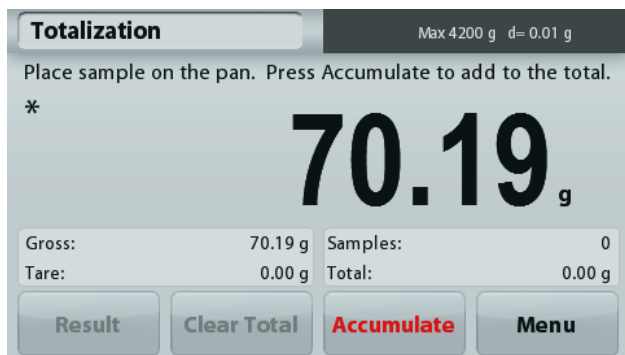 Totalization
Max 4200 g d= 0.01 g
Place sample on the pan. Press Accumulate to add to the total.
*
70.19 g
Gross: 70.19 g Samples: 0
Tare: 0.00 g Total: 0.00 g
Result Clear Total Accumulate Menu